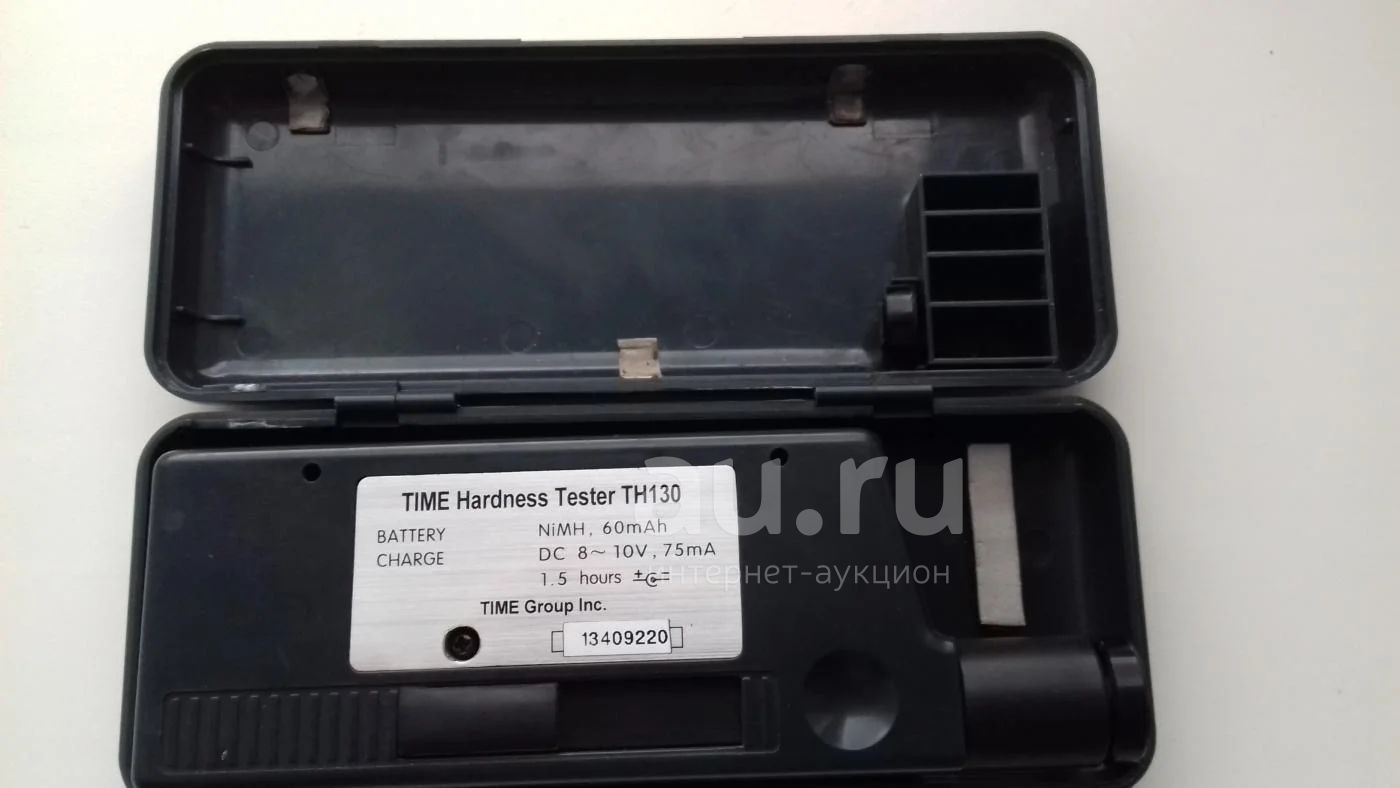 TIME Hardness Tester TH130
BATTERY NiMH, 60mAh
CHARGE DC 8~10V, 75mA
1.5 hours
TIME Group Inc.
13409220
au.ru
интернет-аукцион